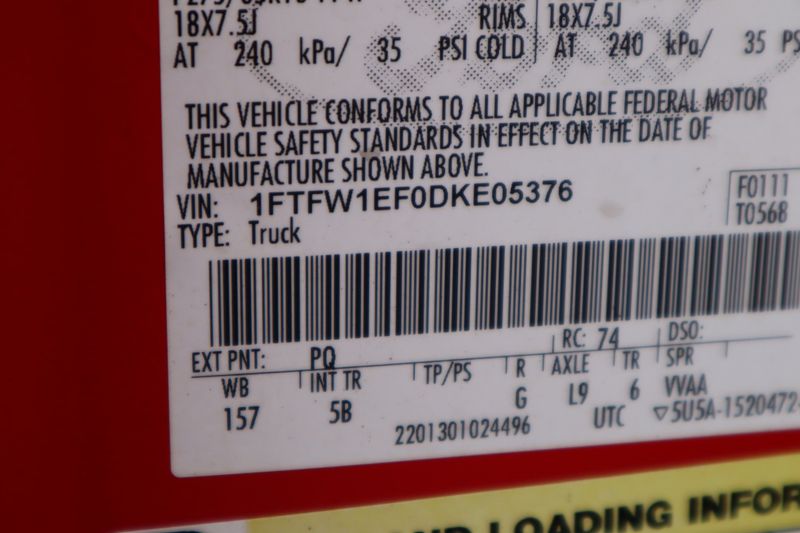 18X7.5J RIMS 18X7.5J
AT 240 kPa/ 35 PSI COLD AT 240 kPa/ 35
THIS VEHICLE CONFORMS TO ALL APPLICABLE FEDERAL MOTOR
VEHICLE SAFETY STANDARDS IN EFFECT ON THE DATE OF
MANUFACTURE SHOWN ABOVE.
VIN: 1FTFW1EF0DKE05376 F0111
TYPE: Truck T0568
RC: 74 DSO:
EXT PNT: PQ
WB INT TR TP/PS R AXLE TR SPR
157 5B G L9 6 VVAA
2201301024496 UTC ▽5U5A-1520472
LOADING